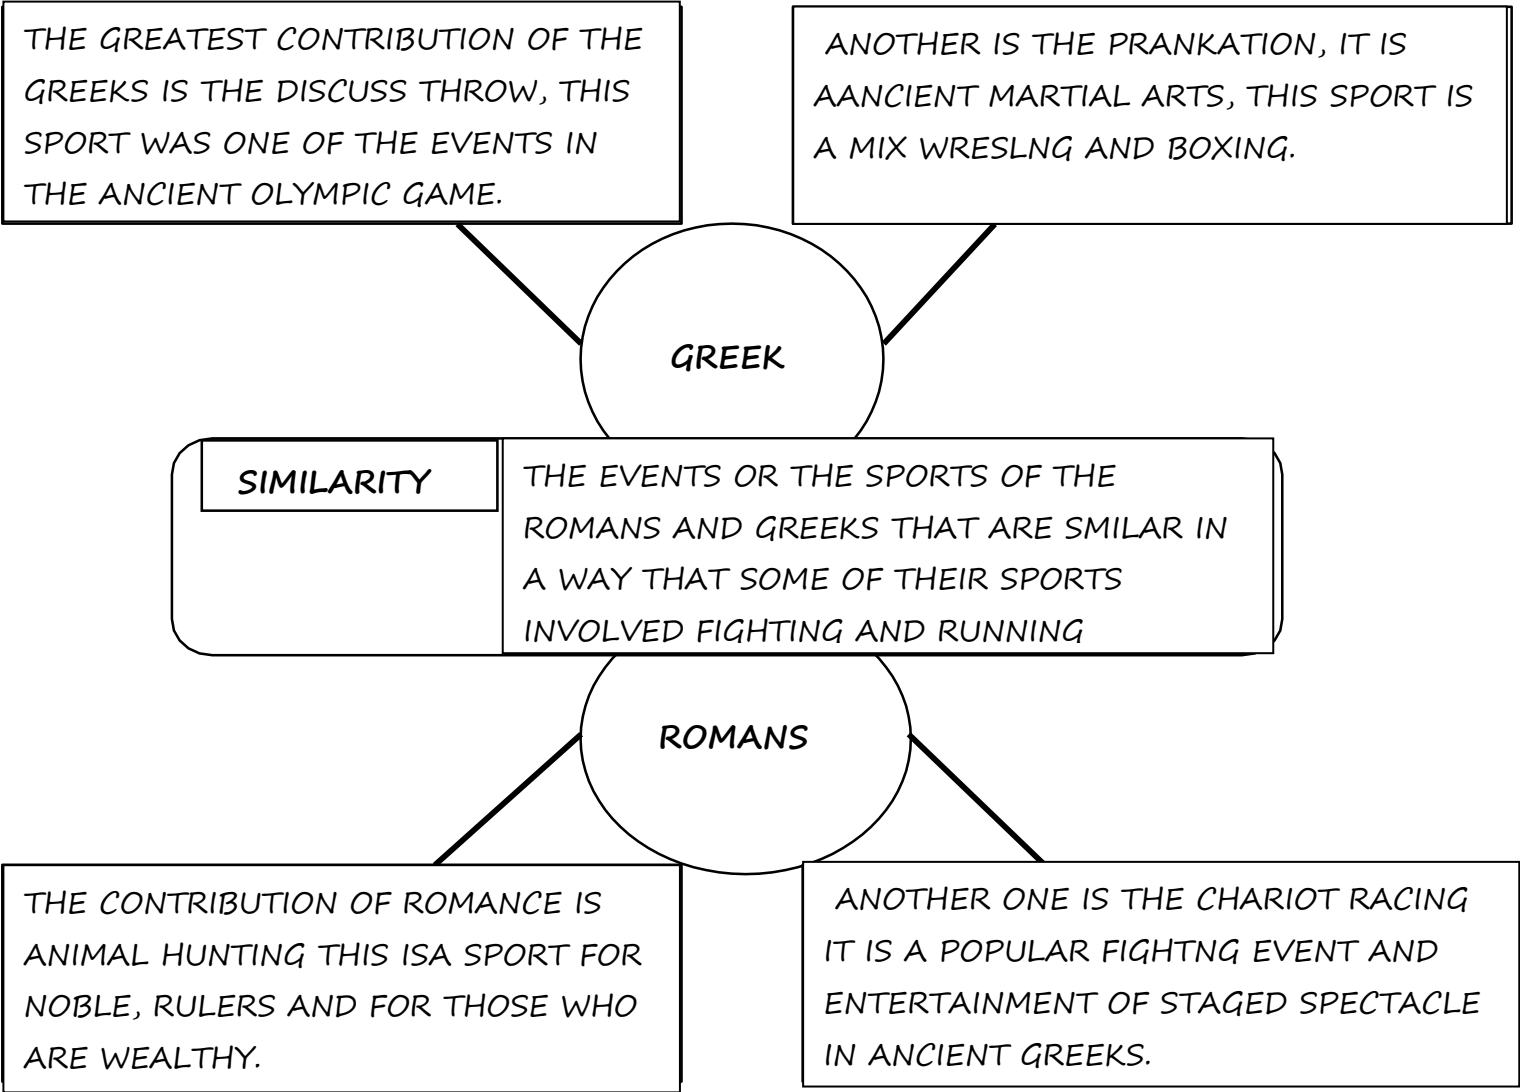 THE GREATEST CONTRIBUTION OF THE
GREEKS IS THE DISCUSS THROW, THIS
SPORT WAS ONE OF THE EVENTS IN
THE ANCIENT OLYMPIC GAME.
ANOTHER IS THE PRANKATION, IT IS
AANCIENT MARTIAL ARTS, THIS SPORT IS
A MIX WRESLNG AND BOXING.
GREEK
SIMILARITY
THE EVENTS OR THE SPORTS OF THE
ROMANS AND GREEKS THAT ARE SMILAR IN
A WAY THAT SOME OF THEIR SPORTS
INVOLVED FIGHTING AND RUNNING
ROMANS
THE CONTRIBUTION OF ROMANCE IS
ANIMAL HUNTING THIS ISA SPORT FOR
NOBLE, RULERS AND FOR THOSE WHO
ARE WEALTHY.
ANOTHER ONE IS THE CHARIOT RACING
IT IS A POPULAR FIGHTNG EVENT AND
ENTERTAINMENT OF STAGED SPECTACLE
IN ANCIENT GREEKS.